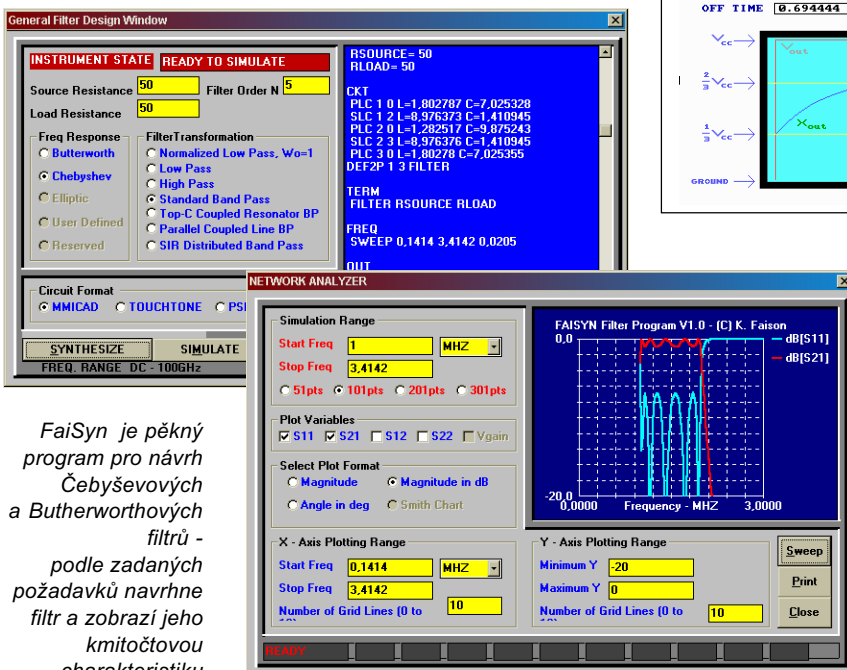 General Filter Design Window
INSTRUMENT STATE READY TO SIMULATE
Source Resistance 50 Filter Order N 5
Load Resistance 50
Freq Response
Butterworth
Chebyshev
Elliptic
User Defined
Reserved
FilterTransformation
Normalized Low Pass, Wo=1
Low Pass
High Pass
Standard Band Pass
Top-C Coupled Resonator BP
Parallel Coupled Line BP
SIR Distributed Band Pass
Circuit Format
MMICAD TOUCHTONE
SYNTHESIZE SIMULATE
FREQ. RANGE DC - 100GHz
RSOURCE= 50
RLOAD= 50
CKT
PLC 1 0 L=1,802787 C=7,025328
SLC 1 2 L=8,976373 C=1,410945
PLC 2 0 L=1,282517 C=9,875243
SLC 2 3 L=8,976376 C=1,410945
PLC 3 0 L=1,80278 C=7,025355
DEF2P 1 3 FILTER
TERM
FILTER RSOURCE RLOAD
FREQ
SWEEP 0,1414 3,4142 0,0205
OUT
OFF TIME 0.694444
Vcc
2/3 Vcc
1/3 Vcc
GROUND
Vout
Xout
NETWORK ANALYZER
Simulation Range
Start Freq 1 MHZ
Stop Freq 3,4142
51pts 101pts 201pts 301pts
Plot Variables
S11 S21 S12 S22 Vgain
Select Plot Format
Magnitude Magnitude in dB
Angle in deg Smith Chart
X - Axis Plotting Range
Start Freq 0,1414 MHZ
Stop Freq 3,4142
Number of Grid Lines (0 to 10
FAISYN Filter Program V1.0 - (C) K. Faison
0,0
dB[S11]
dB[S21]
-20,0
0,0000 Frequency - MHZ 3,0000
Y - Axis Plotting Range
Minimum Y -20
Maximum Y 0
Number of Grid Lines (0 to 10
Sweep
Print
Close
READY
FaiSyn je pěkný
program pro návrh
Čebyševových
a Butherworthových
filtrů -
podle zadaných
požadavků navrhne
filtr a zobrazí jeho
kmitočtovou
charakteristiku